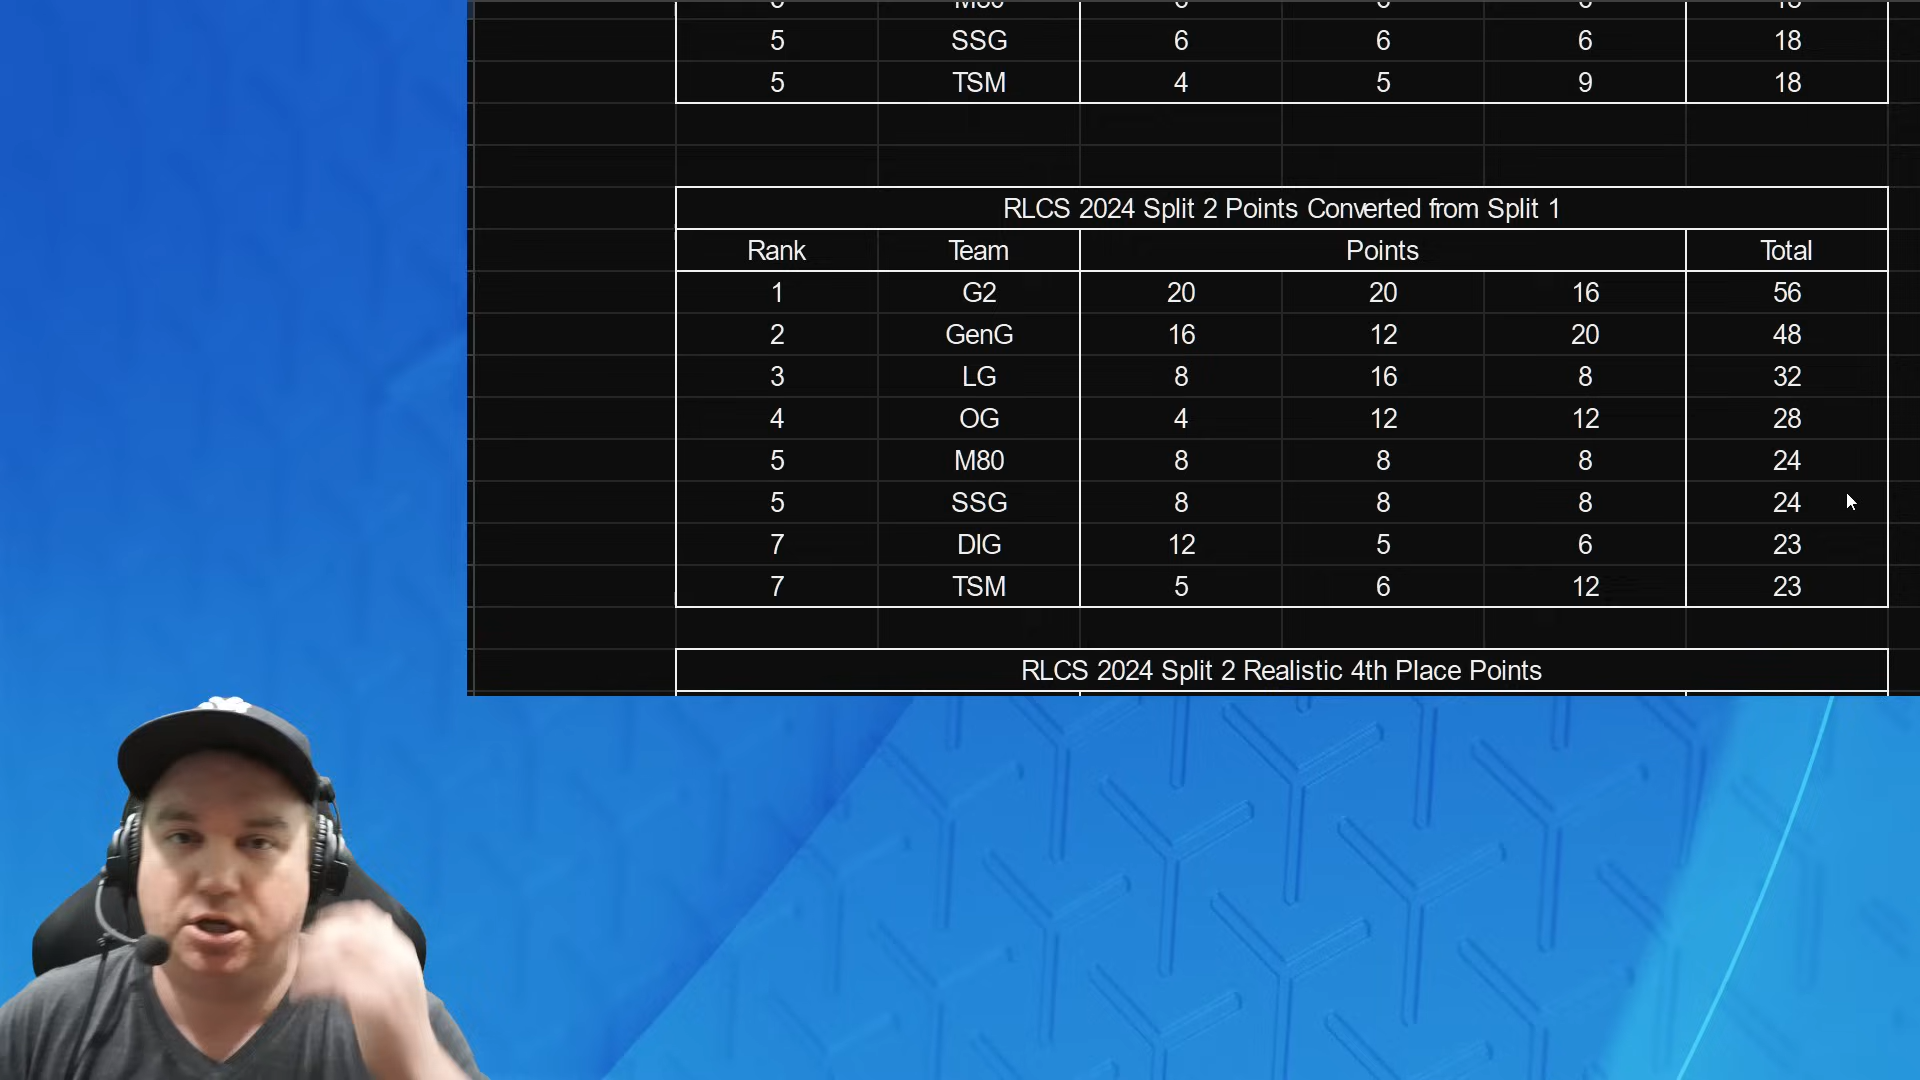 5 SSG 6 6 6 18
5 TSM 4 5 9 18
RLCS 2024 Split 2 Points Converted from Split 1
Rank Team Points Total
1 G2 20 20 16 56
2 GenG 16 12 20 48
3 LG 8 16 8 32
4 OG 4 12 12 28
5 M80 8 8 8 24
5 SSG 8 8 8 24
7 DIG 12 5 6 23
7 TSM 5 6 12 23
RLCS 2024 Split 2 Realistic 4th Place Points